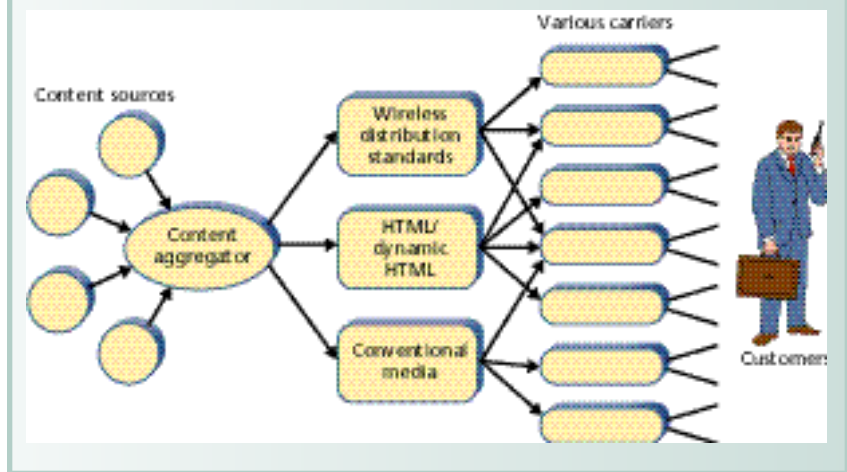 Various carriers
Content sources
Wireless
distribution
standards
Content
aggregator
HTML/
dynamic
HTML
Conventional
media
Customers